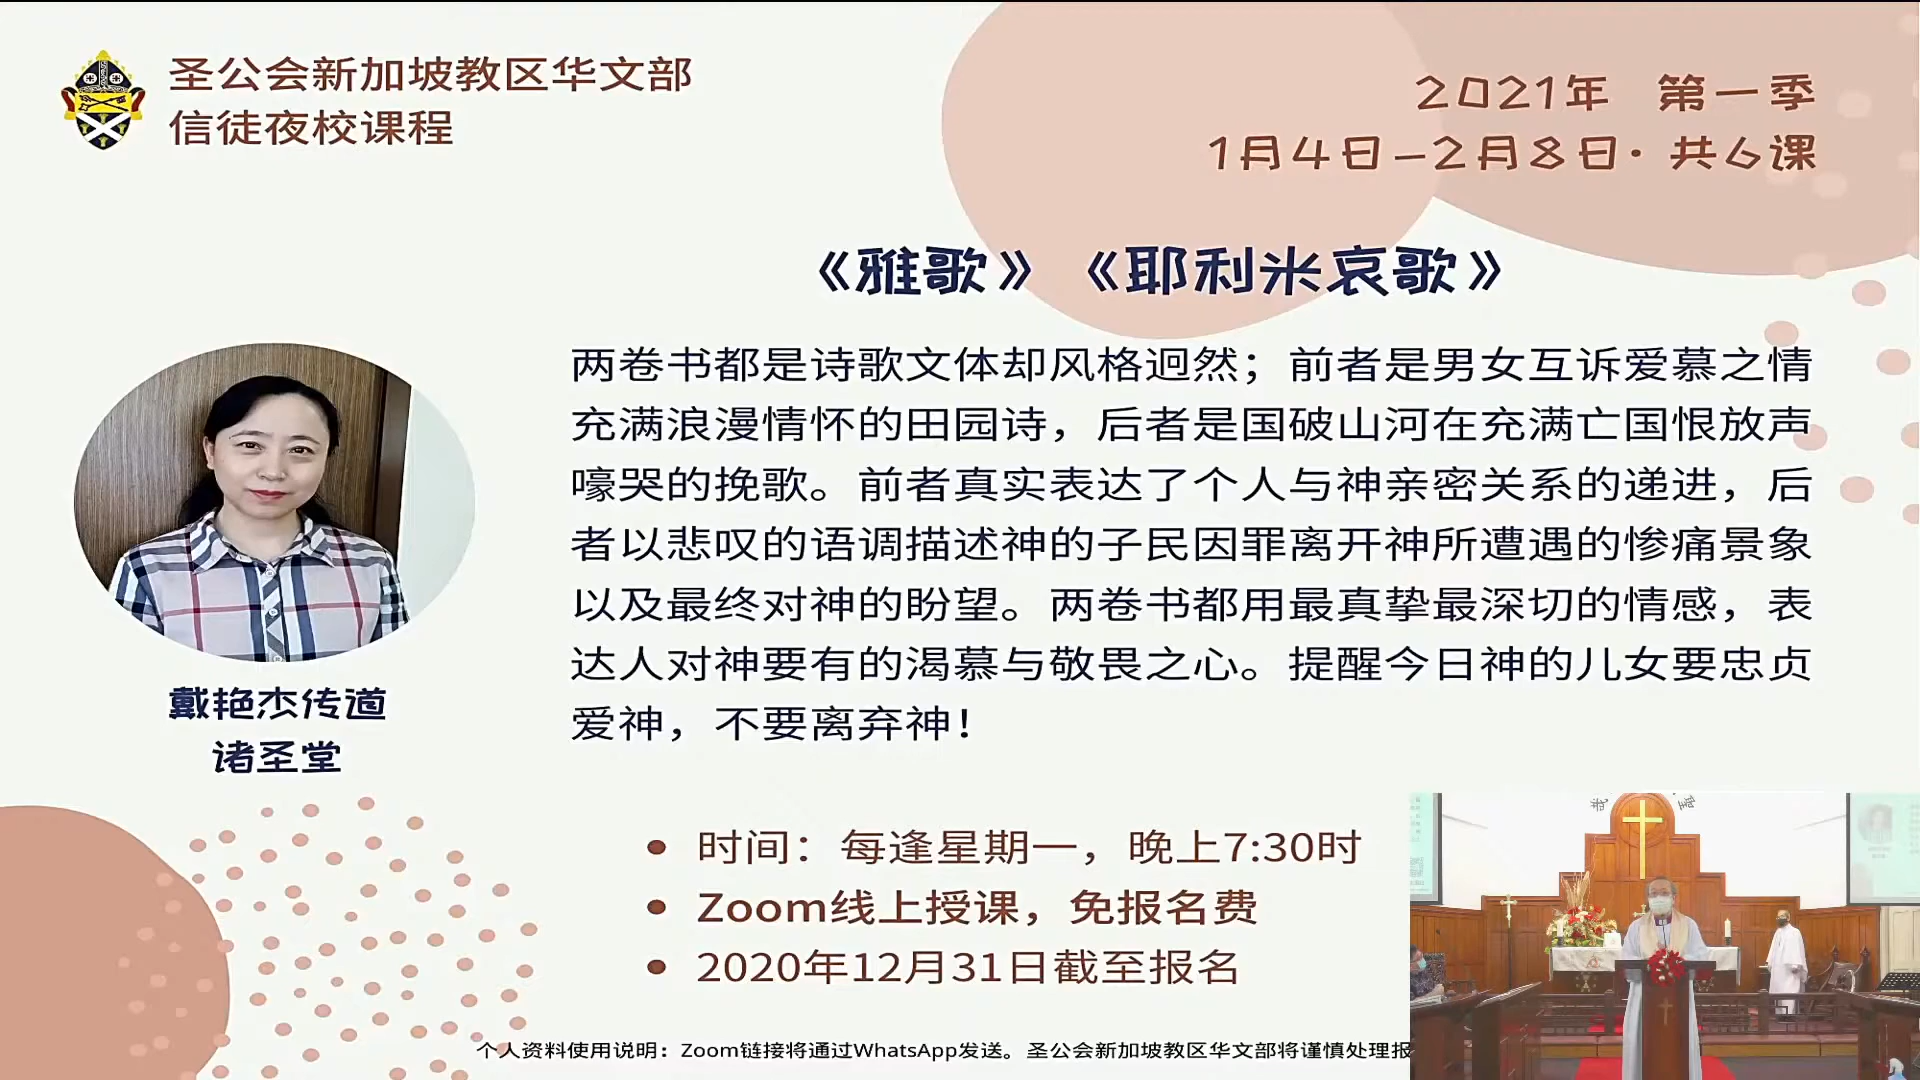 圣公会新加坡教区华文部
信徒夜校课程
2021年 第一季
1月4日–2月8日·共6课
《雅歌》《耶利米哀歌》
两卷书都是诗歌文体却风格迥然；前者是男女互诉爱慕之情
充满浪漫情怀的田园诗，后者是国破山河在充满亡国恨放声
嚎哭的挽歌。前者真实表达了个人与神亲密关系的递进，后
者以悲叹的语调描述神的子民因罪离开神所遭遇的惨痛景象
以及最终对神的盼望。两卷书都用最真挚最深切的情感，表
达人对神要有的渴慕与敬畏之心。提醒今日神的儿女要忠贞
爱神，不要离弃神！
戴艳杰传道
诸圣堂
时间：每逢星期一，晚上7:30时
Zoom线上授课，免报名费
2020年12月31日截至报名
个人资料使用说明：Zoom链接将通过WhatsApp发送。圣公会新加坡教区华文部将谨慎处理报
我
聖